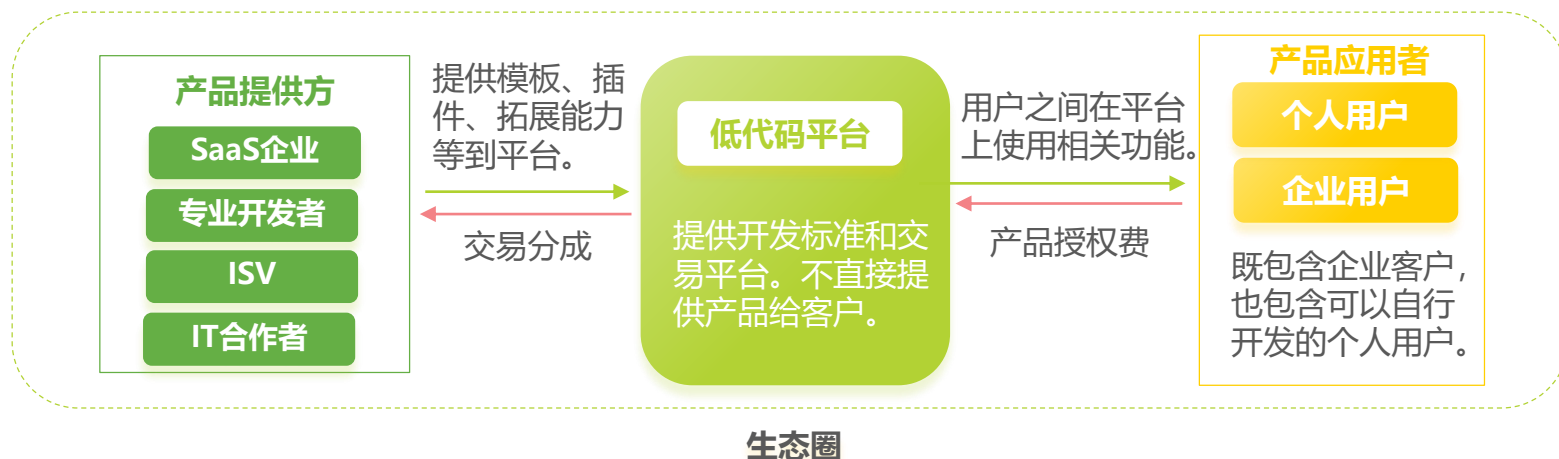 产品提供方
SaaS企业
专业开发者
ISV
IT合作者
提供模板、插
件、拓展能力
等到平台。
交易分成
低代码平台
提供开发标准和交
易平台。不直接提
供产品给客户。
用户之间在平台
上使用相关功能。
产品授权费
产品应用者
个人用户
企业用户
既包含企业客户，
也包含可以自行
开发的个人用户。
生态圈